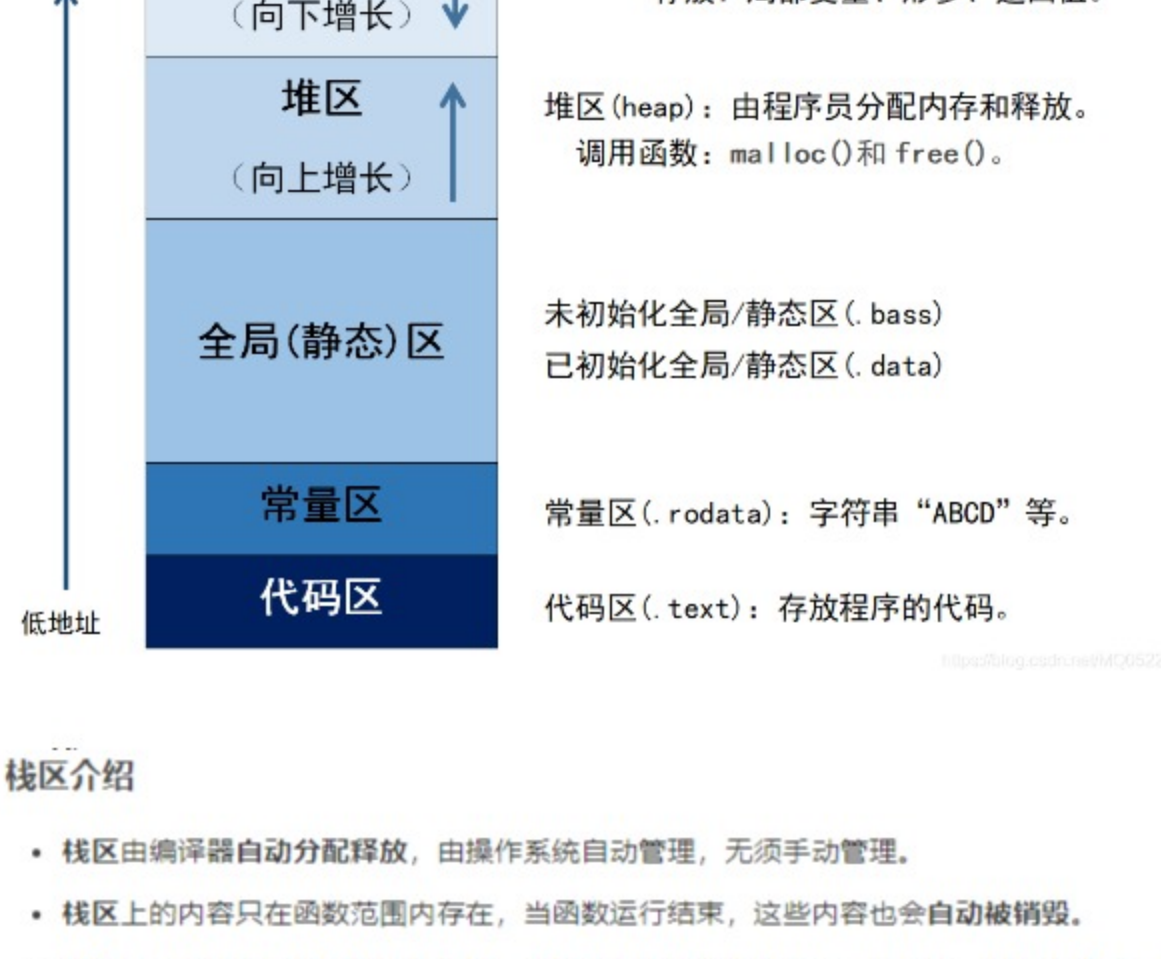 （向下增长）
堆区
堆区(heap)：由程序员分配内存和释放。
调用函数：malloc()和 free()。
（向上增长）
全局(静态)区
未初始化全局/静态区(.bass)
已初始化全局/静态区(.data)
常量区
常量区(.rodata)：字符串“ABCD”等。
代码区
代码区(.text)：存放程序的代码。
低地址
栈区介绍
• 栈区由编译器自动分配释放，由操作系统自动管理，无须手动管理。
• 栈区上的内容只在函数范围内存在，当函数运行结束，这些内容也会自动被销毁。